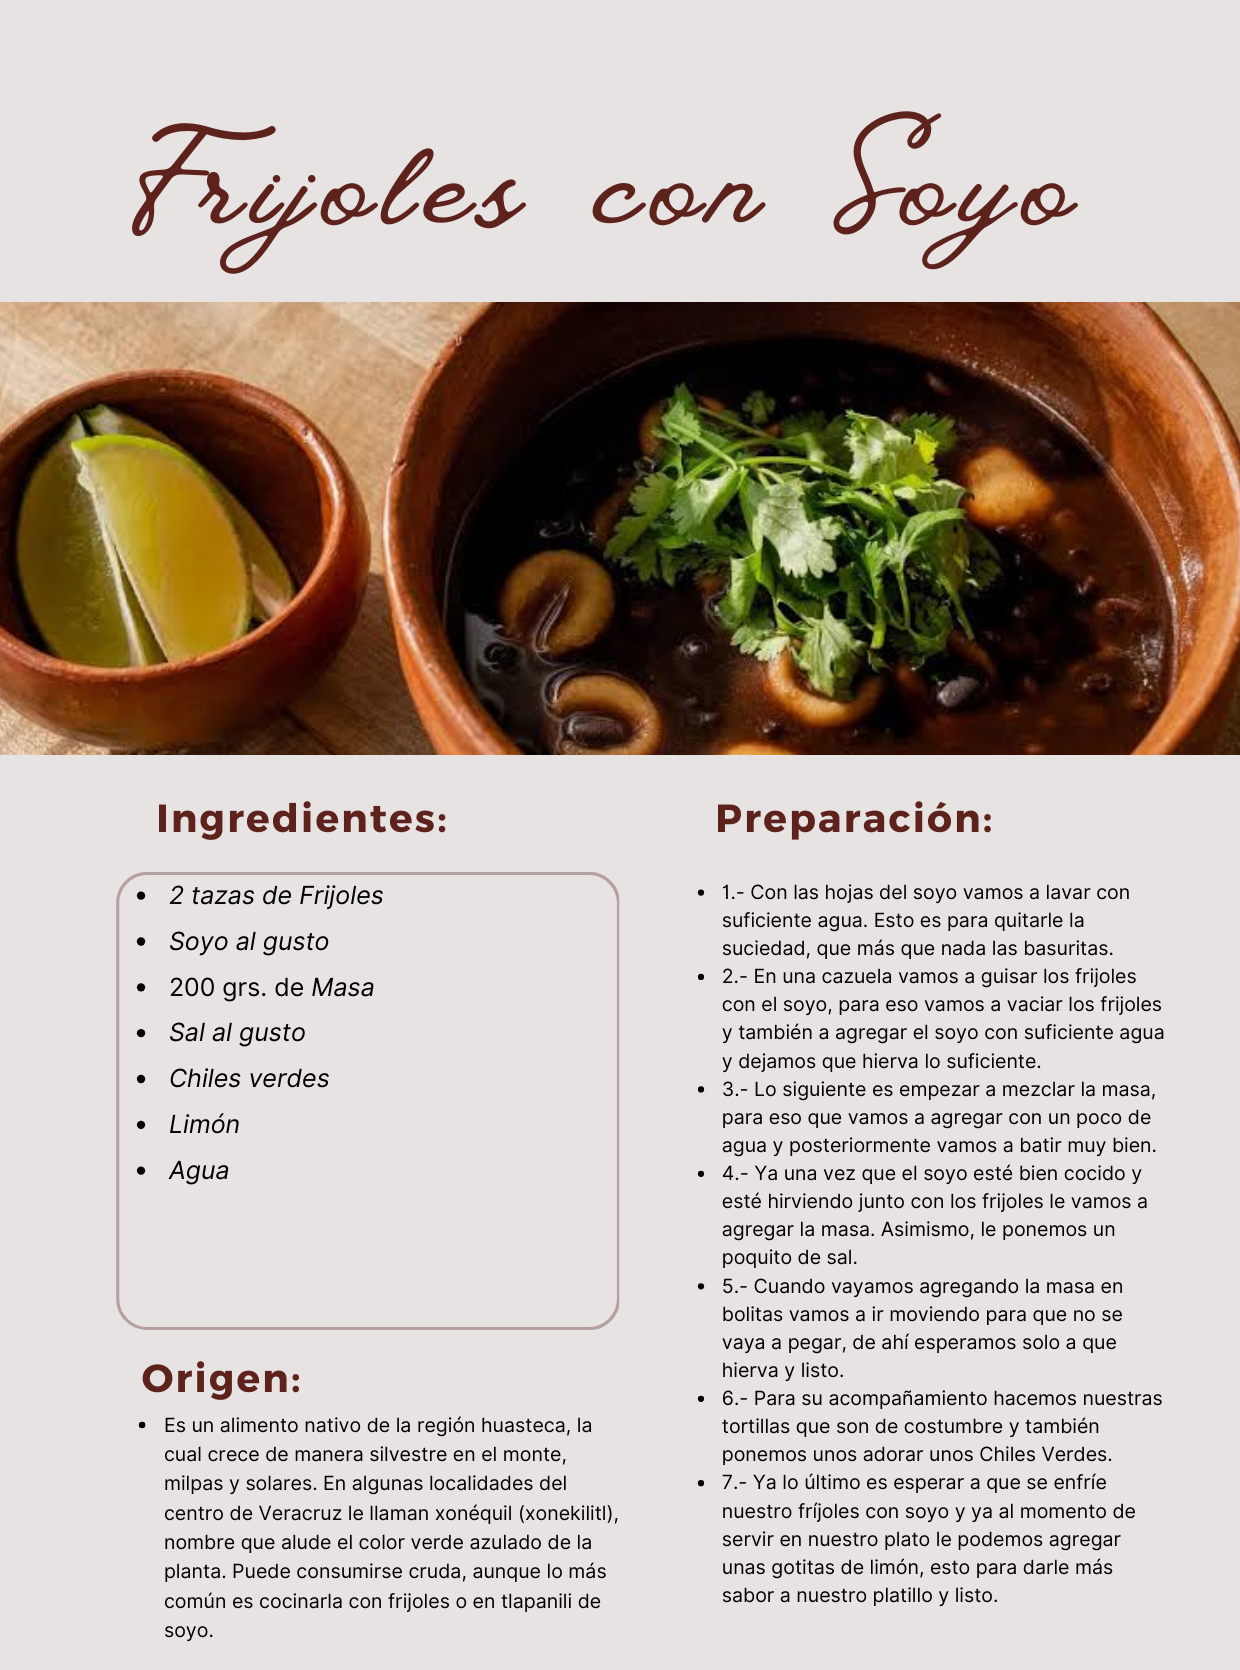 Frijoles con Soyo
Ingredientes:
• 2 tazas de Frijoles
• Soyo al gusto
• 200 grs. de Masa
• Sal al gusto
• Chiles verdes
• Limón
• Agua
Origen:
• Es un alimento nativo de la región huasteca, la
cual crece de manera silvestre en el monte,
milpas y solares. En algunas localidades del
centro de Veracruz le llaman xonéquil (xonekilitl),
nombre que alude el color verde azulado de la
planta. Puede consumirse cruda, aunque lo más
común es cocinarla con frijoles o en tlapanili de
soyo.
Preparación:
• 1.- Con las hojas del soyo vamos a lavar con
suficiente agua. Esto es para quitarle la
suciedad, que más que nada las basuritas.
• 2.- En una cazuela vamos a guisar los frijoles
con el soyo, para eso vamos a vaciar los frijoles
y también a agregar el soyo con suficiente agua
y dejamos que hierva lo suficiente.
• 3.- Lo siguiente es empezar a mezclar la masa,
para eso que vamos a agregar con un poco de
agua y posteriormente vamos a batir muy bien.
• 4.- Ya una vez que el soyo esté bien cocido y
esté hirviendo junto con los frijoles le vamos a
agregar la masa. Asimismo, le ponemos un
poquito de sal.
• 5.- Cuando vayamos agregando la masa en
bolitas vamos a ir moviendo para que no se
vaya a pegar, de ahí esperamos solo a que
hierva y listo.
• 6.- Para su acompañamiento hacemos nuestras
tortillas que son de costumbre y también
ponemos unos adorar unos Chiles Verdes.
• 7.- Ya lo último es esperar a que se enfríe
nuestro fríjoles con soyo y ya al momento de
servir en nuestro plato le podemos agregar
unas gotitas de limón, esto para darle más
sabor a nuestro platillo y listo.